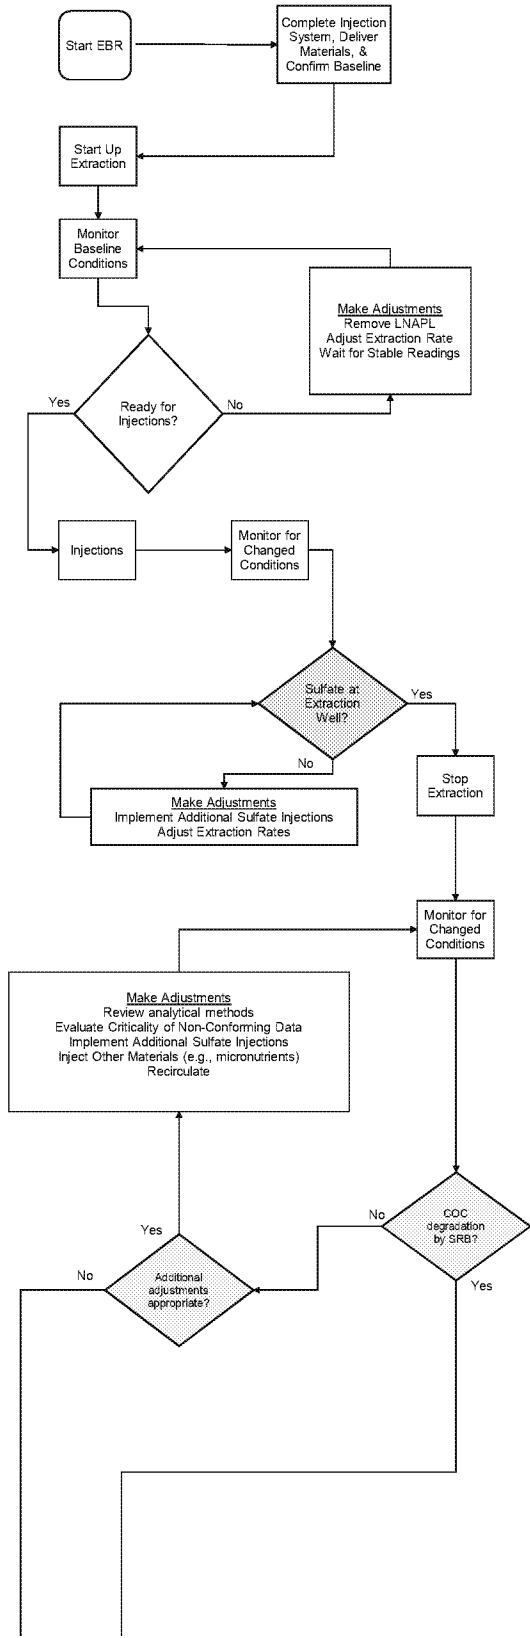 Start EBR
Complete Injection
System, Deliver
Materials, &
Confirm Baseline
Start Up
Extraction
Monitor
Baseline
Conditions
Make Adjustments
Remove LNAPL
Adjust Extraction Rate
Wait for Stable Readings
Ready for
Injections?
Yes
No
Injections
Monitor for
Changed
Conditions
Sulfate at
Extraction
Well?
Yes
No
Make Adjustments
Implement Additional Sulfate Injections
Adjust Extraction Rates
Stop
Extraction
Monitor for
Changed
Conditions
Make Adjustments
Review analytical methods
Evaluate Criticality of Non-Conforming Data
Implement Additional Sulfate Injections
Inject Other Materials (e.g., micronutrients)
Recirculate
COC
degradation
by SRB?
No
Yes
Yes
No
Additional
adjustments
appropriate?